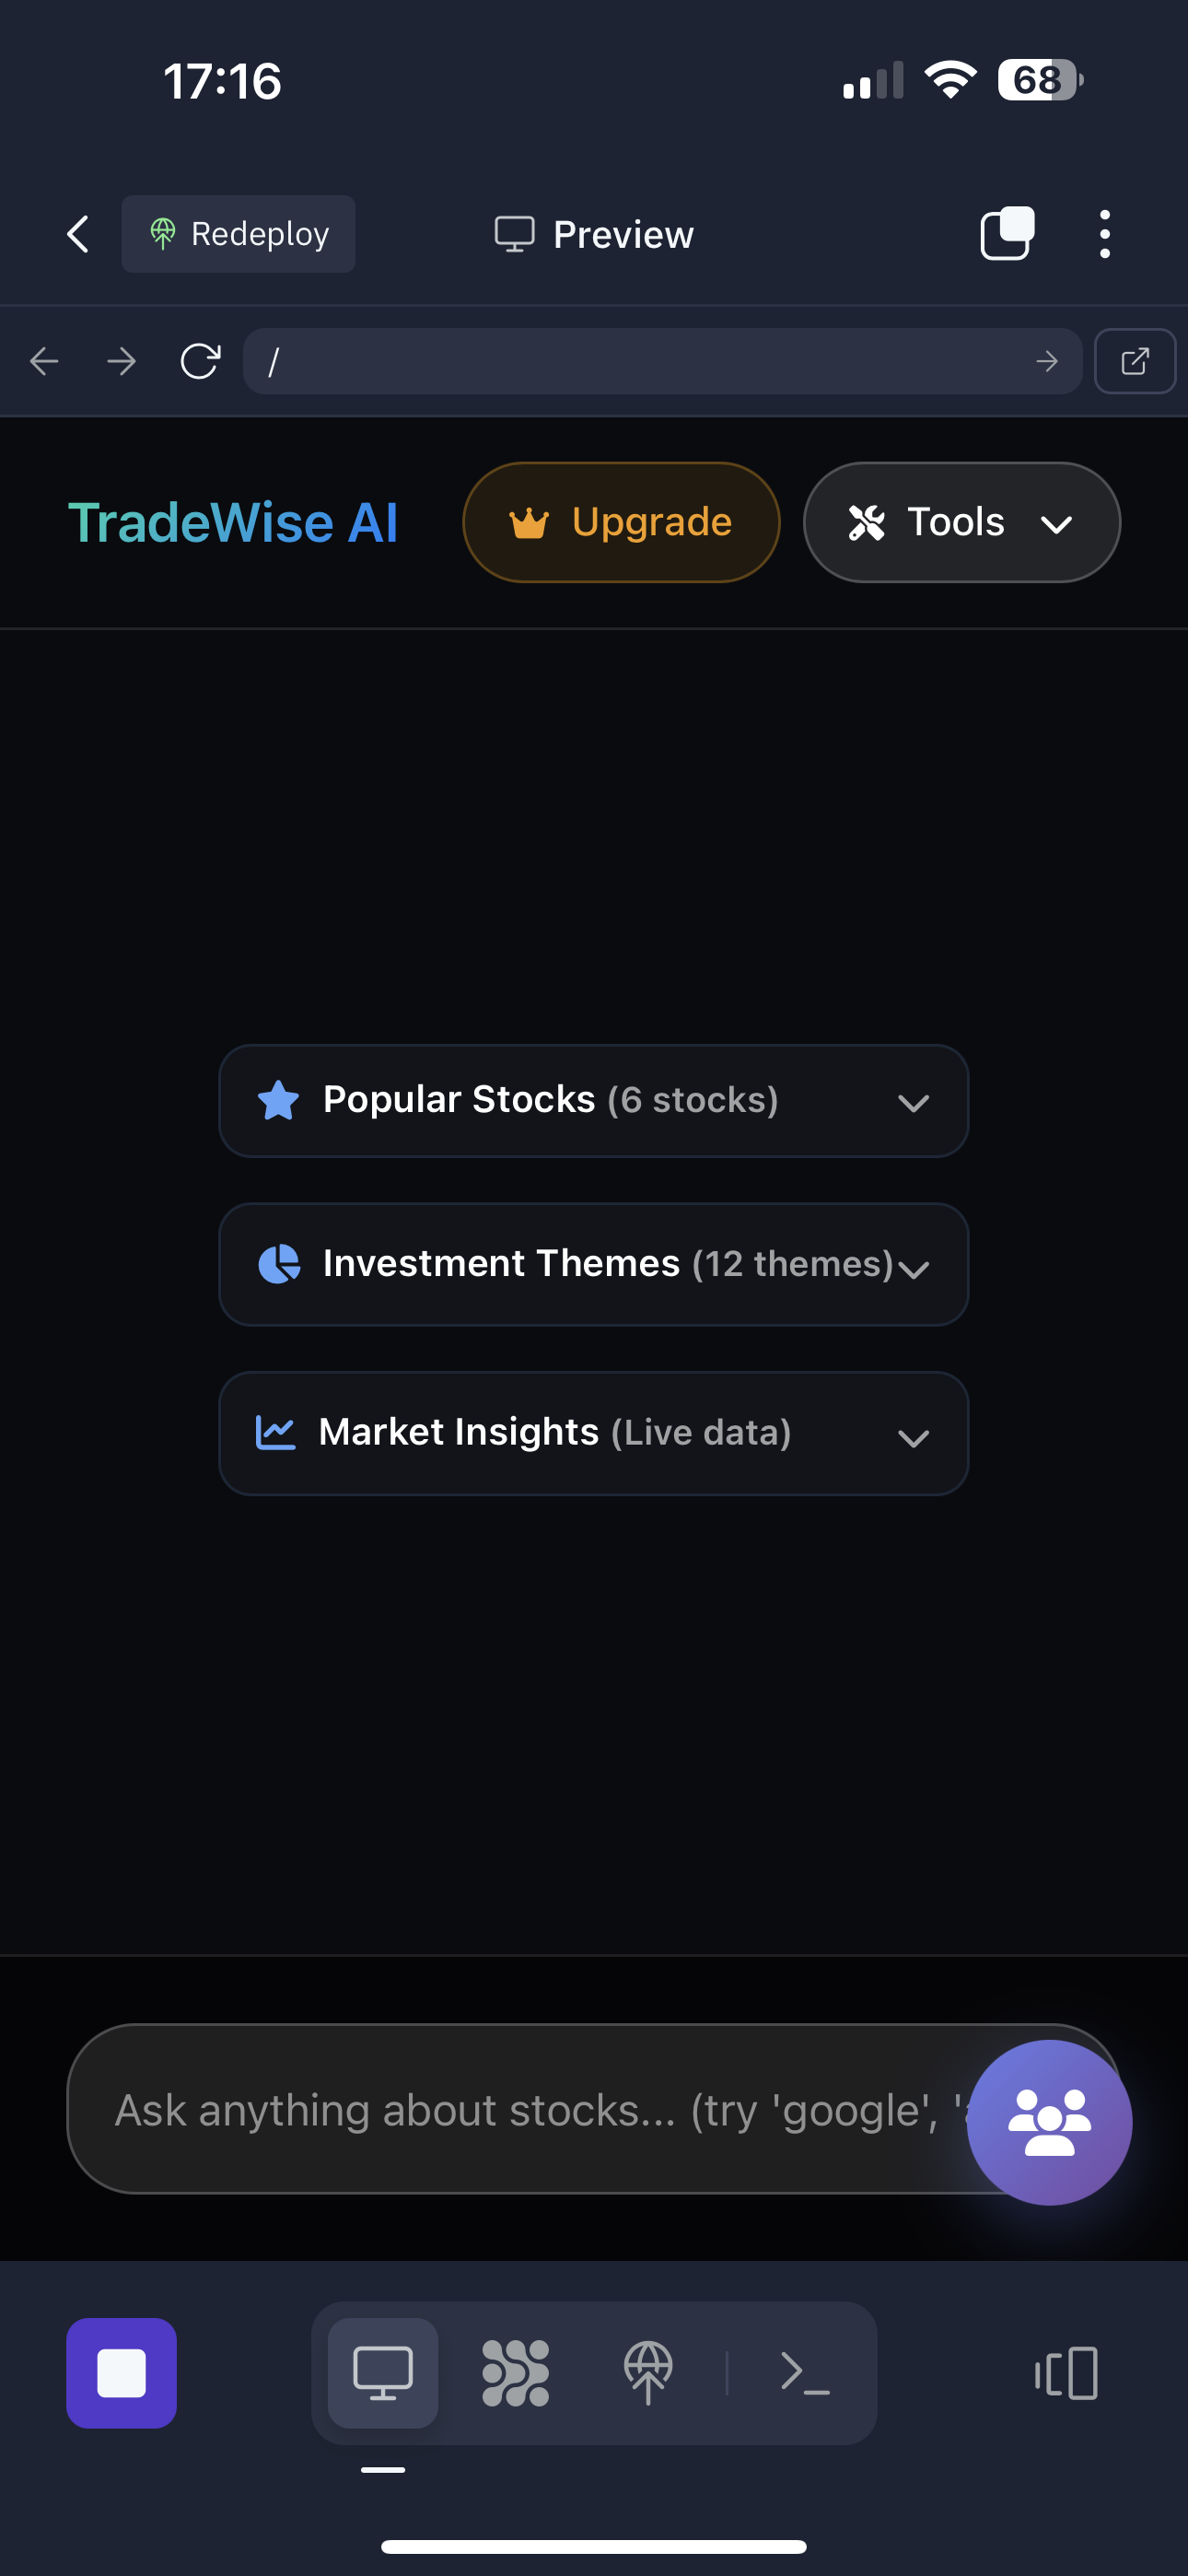 17:16
68
Redeploy
Preview
/
TradeWise AI
Upgrade
Tools
Popular Stocks (6 stocks)
Investment Themes (12 themes)
Market Insights (Live data)
Ask anything about stocks... (try 'google', '